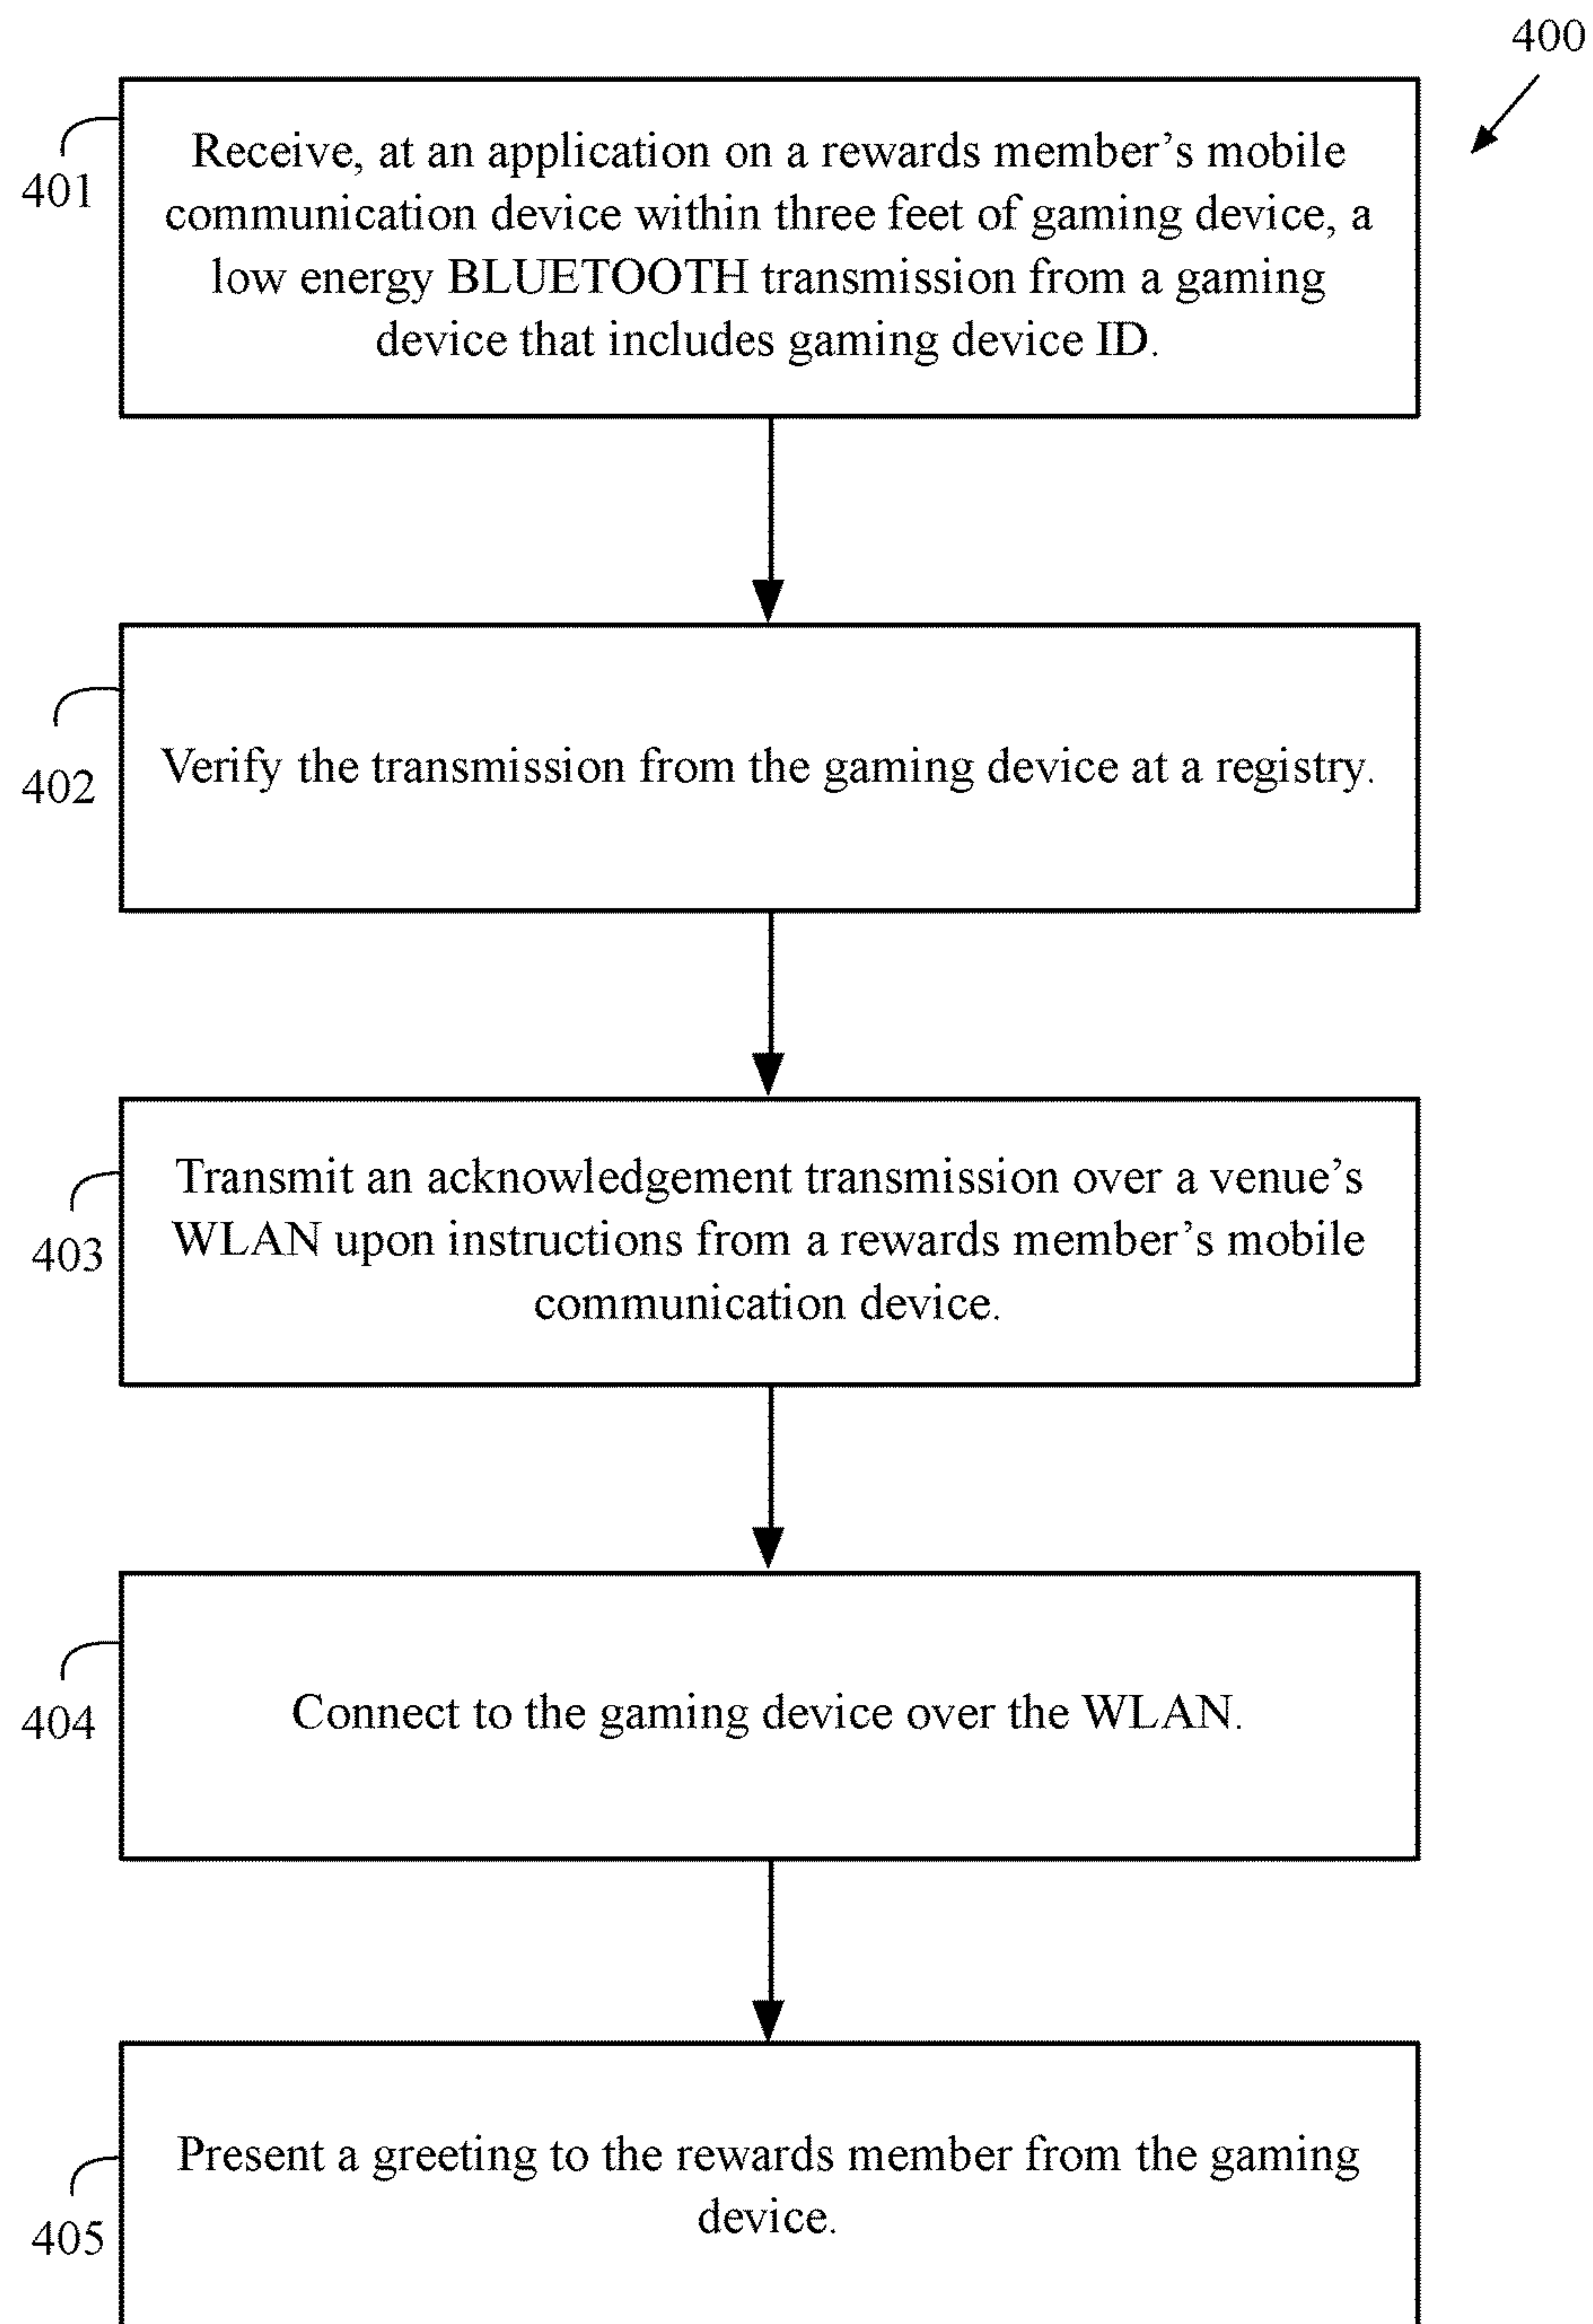 400
401
Receive, at an application on a rewards member’s mobile
communication device within three feet of gaming device, a
low energy BLUETOOTH transmission from a gaming
device that includes gaming device ID.
402
Verify the transmission from the gaming device at a registry.
403
Transmit an acknowledgement transmission over a venue’s
WLAN upon instructions from a rewards member’s mobile
communication device.
404
Connect to the gaming device over the WLAN.
405
Present a greeting to the rewards member from the gaming
device.